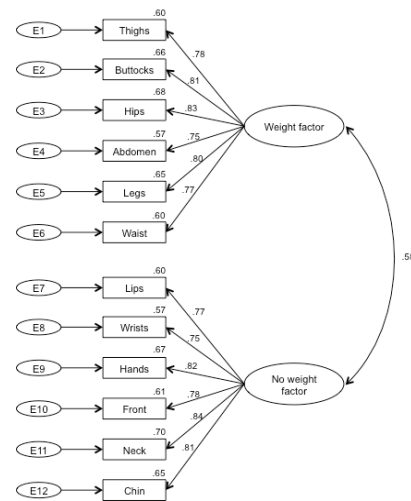 .60
E1 Thighs
.78
.66
E2 Buttocks
.81
.68
E3 Hips
.83
Weight factor
.57
E4 Abdomen
.75
.65
E5 Legs
.80
.60
E6 Waist
.77
.60
E7 Lips
.77
.57
E8 Wrists
.75
.67
E9 Hands
.82
No weight
factor
.61
E10 Front
.78
.70
E11 Neck
.84
.65
E12 Chin
.81